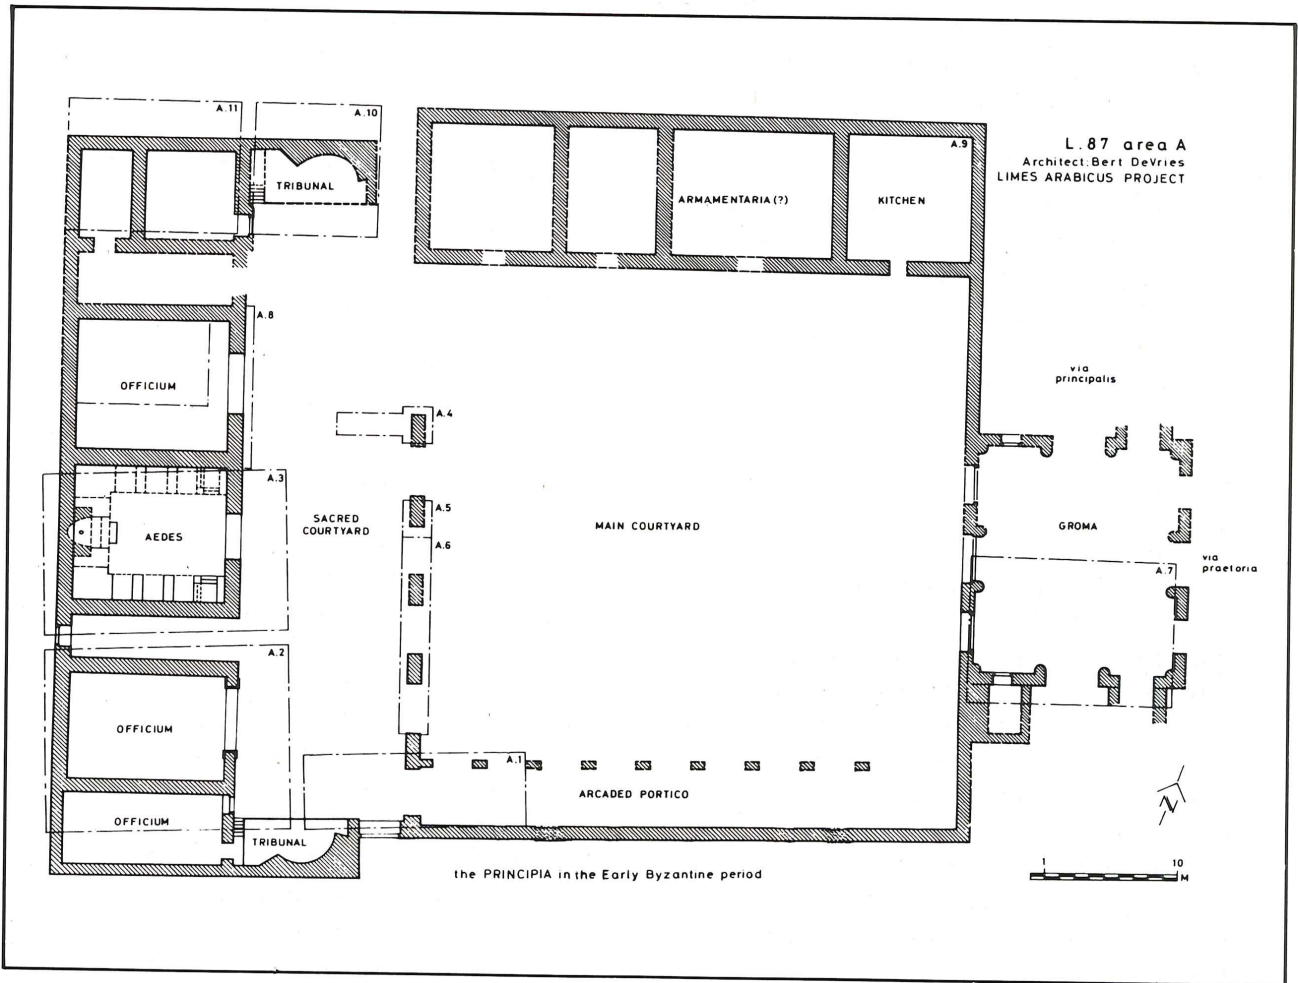 A.11
A.10
A.9
L.87 area A
Architect: Bert DeVries
LIMES ARABICUS PROJECT
TRIBUNAL
ARMAMENTARIA (?)
KITCHEN
A.8
via
principalis
OFFICIUM
A.4
A.3
A.5
SACRED
COURTYARD
MAIN COURTYARD
GROMA
AEDES
A.6
via
praetoria
A.7
A.2
OFFICIUM
A.1
ARCADED PORTICO
N
OFFICIUM
TRIBUNAL
the PRINCIPIA in the Early Byzantine period
1 10
M